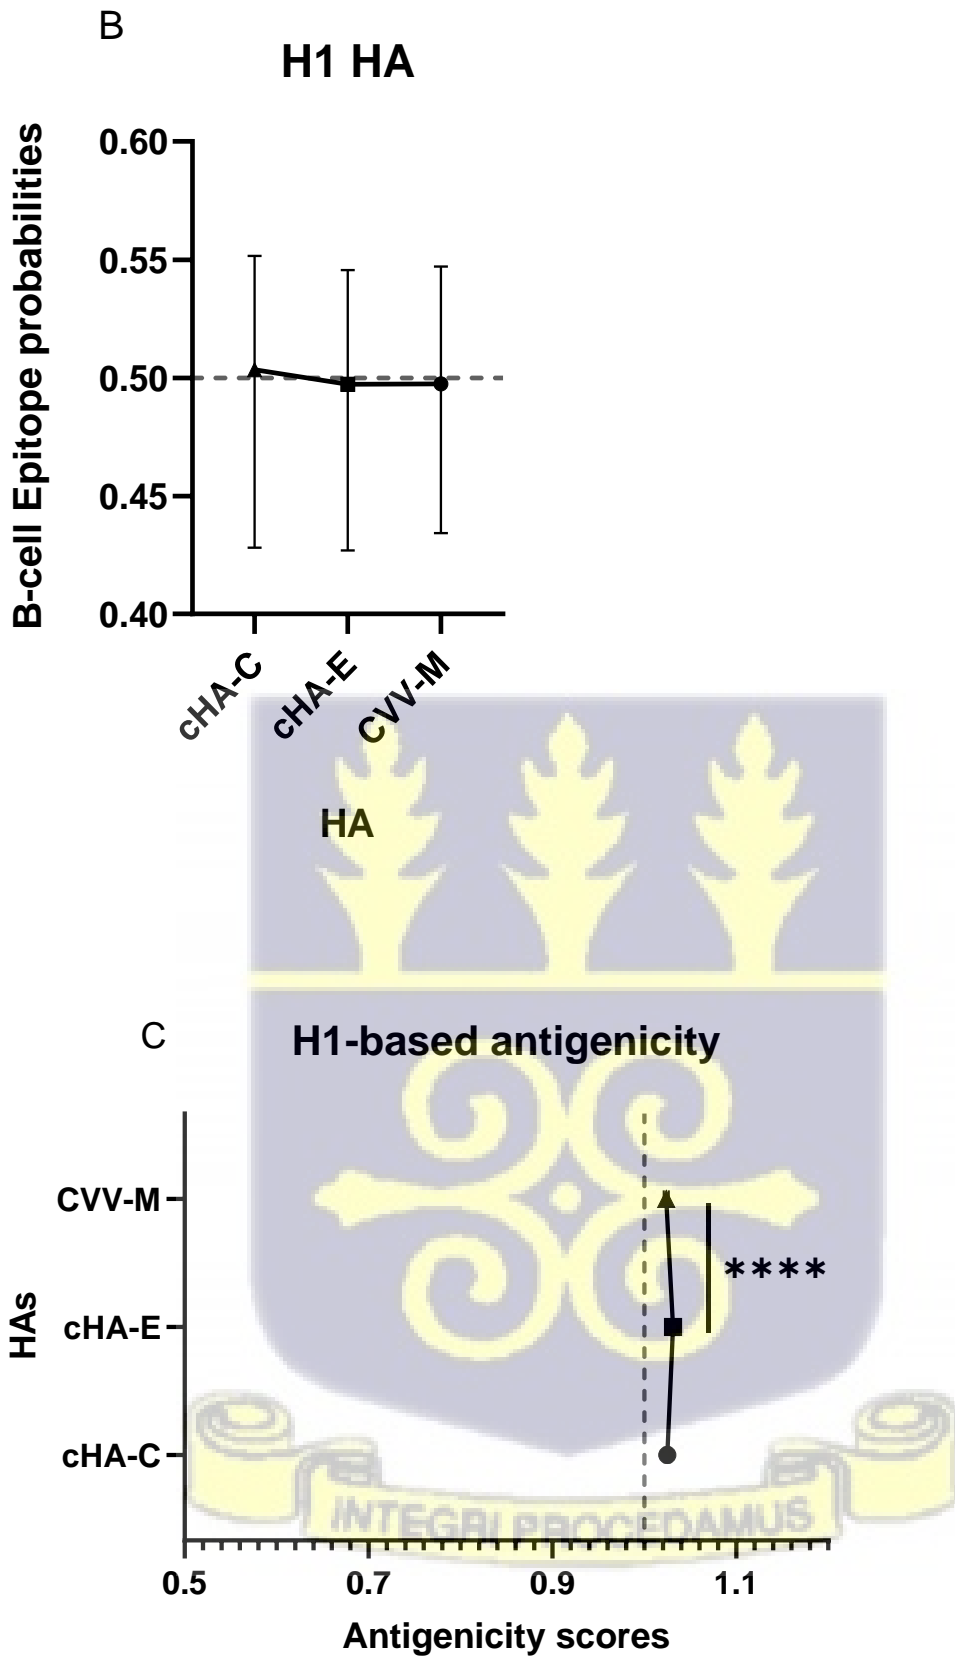 B
H1 HA
B-cell Epitope probabilities
0.60
0.55
0.50
0.45
0.40
cHA-C
cHA-E
CVV-M
HA
C
H1-based antigenicity
HAs
CVV-M
cHA-E
cHA-C
****
INTEGRI PROCEDAMUS
0.5
0.7
0.9
1.1
Antigenicity scores